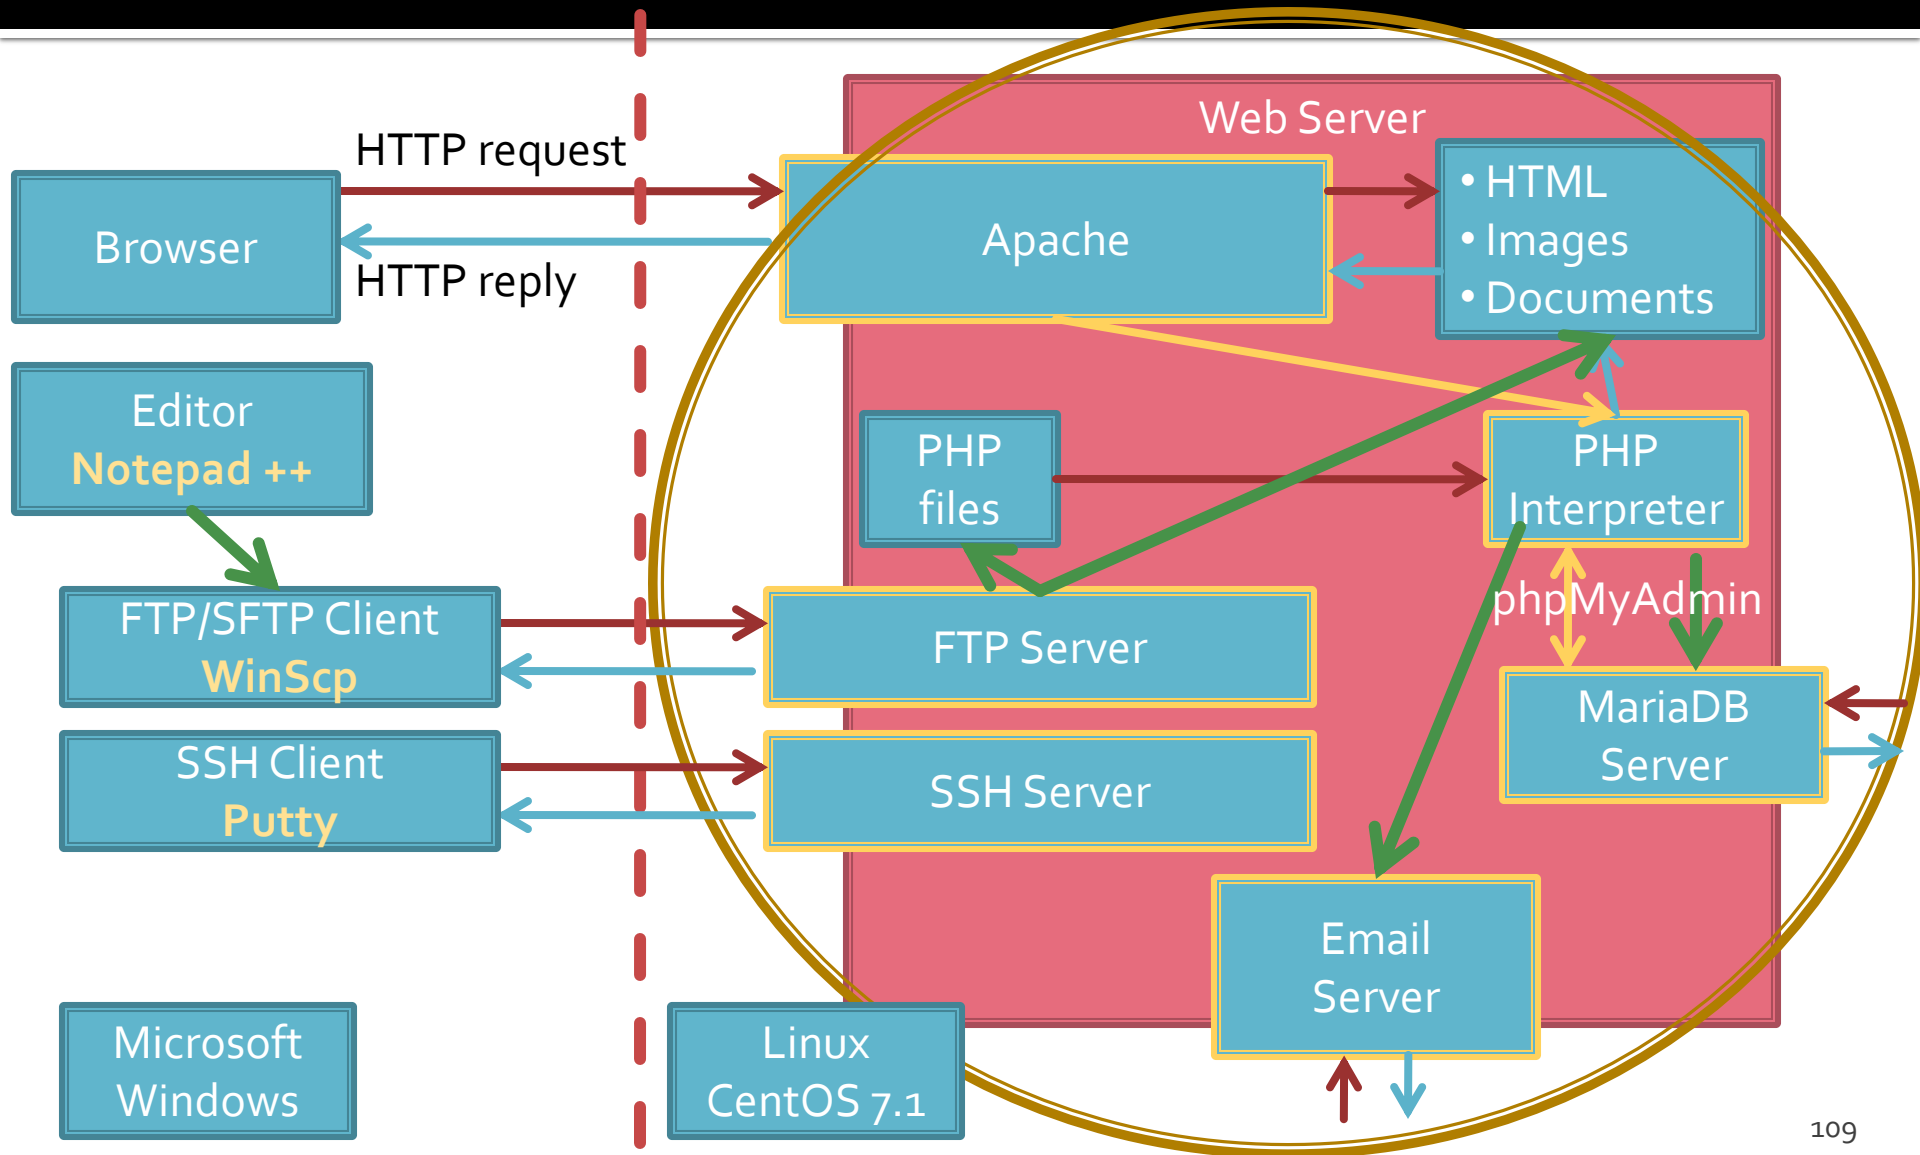 Web Server
HTTP request
Browser
HTTP reply
Apache
• HTML
• Images
• Documents
Editor
Notepad ++
PHP
files
PHP
Interpreter
phpMyAdmin
FTP/SFTP Client
WinScp
FTP Server
MariaDB
Server
SSH Client
Putty
SSH Server
Email
Server
Microsoft
Windows
Linux
CentOS 7.1
109